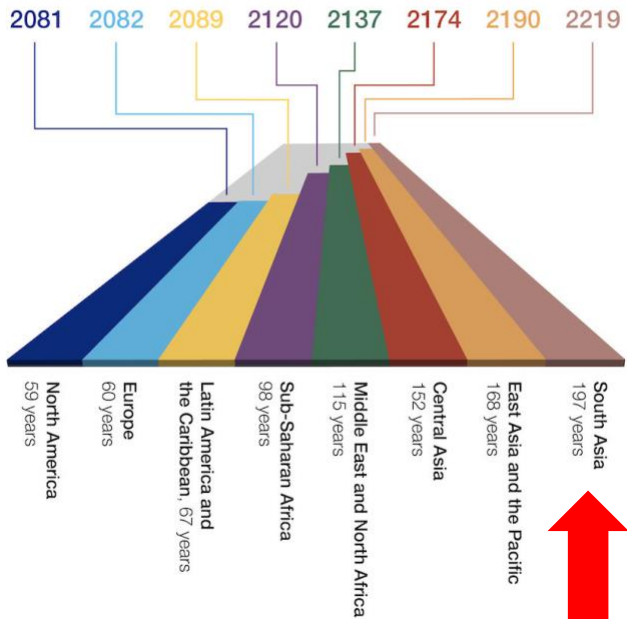 2081 2082 2089 2120 2137 2174 2190 2219
North America
59 years
Europe
60 years
Latin America and
the Caribbean, 67 years
Sub-Saharan Africa
98 years
Middle East and North Africa
115 years
Central Asia
152 years
East Asia and the Pacific
168 years
South Asia
197 years